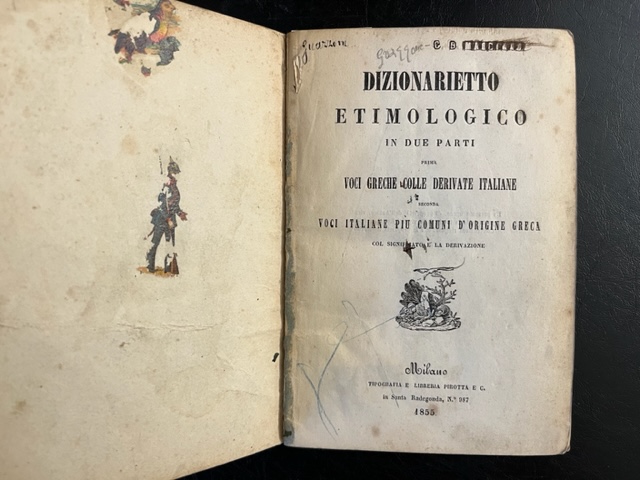 DIZIONARIETTO
ETIMOLOGICO
IN DUE PARTI
PRIMA
VOCI GRECHE COLLE DERIVATE ITALIANE
SECONDA
VOCI ITALIANE PIU COMUNI D'ORIGINE GRECA
COL SIGNIFICATO E LA DERIVAZIONE
Milano
TIPOGRAFIA E LIBRERIA PIROTTA E C.
in Santa Radegonda, N.° 987
1855